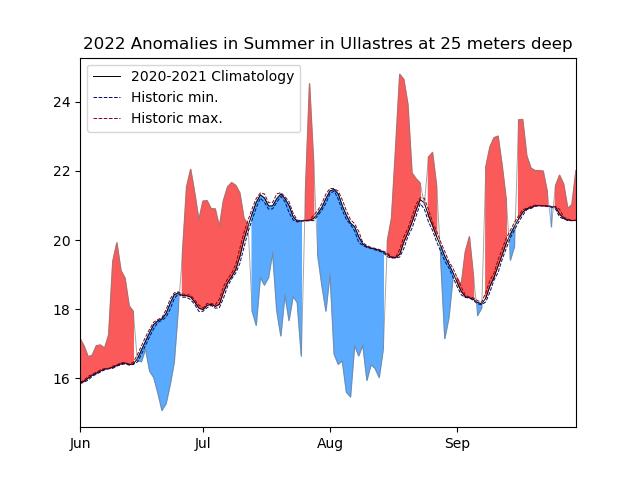 2022 Anomalies in Summer in Ullastres at 25 meters deep
2020-2021 Climatology
Historic min.
Historic max.
24
22
20
18
16
Jun
Jul
Aug
Sep